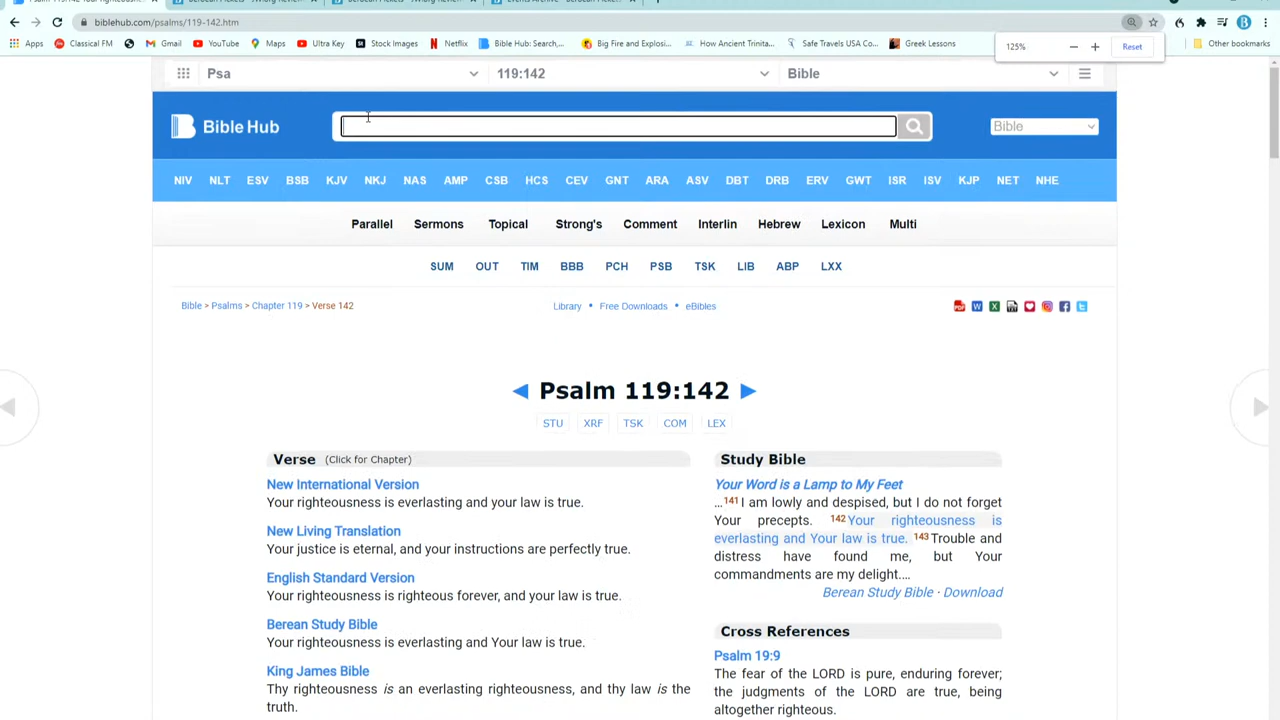 biblehub.com/psalms/119-142.htm
Apps Classical FM Gmail YouTube Maps Ultra Key Stock Images Netflix Bible Hub: Search,... Big Fire and Explosi... How Ancient Trinita... Safe Travels USA Co... Greek Lessons Other bookmarks
125% Reset
Psa 119:142 Bible
Bible Hub Bible
NIV NLT ESV BSB KJV NKJ NAS AMP CSB HCS CEV GNT ARA ASV DBT DRB ERV GWT ISR ISV KJP NET NHE
Parallel Sermons Topical Strong's Comment Interlin Hebrew Lexicon Multi
SUM OUT TIM BBB PCH PSB TSK LIB ABP LXX
Bible > Psalms > Chapter 119 > Verse 142 Library • Free Downloads • eBibles
Psalm 119:142
STU XRF TSK COM LEX
Verse (Click for Chapter)
New International Version
Your righteousness is everlasting and your law is true.
New Living Translation
Your justice is eternal, and your instructions are perfectly true.
English Standard Version
Your righteousness is righteous forever, and your law is true.
Berean Study Bible
Your righteousness is everlasting and Your law is true.
King James Bible
Thy righteousness is an everlasting righteousness, and thy law is the
truth.
Study Bible
Your Word is a Lamp to My Feet
...141I am lowly and despised, but I do not forget
Your precepts. 142Your righteousness is
everlasting and Your law is true. 143Trouble and
distress have found me, but Your
commandments are my delight....
Berean Study Bible · Download
Cross References
Psalm 19:9
The fear of the LORD is pure, enduring forever;
the judgments of the LORD are true, being
altogether righteous.